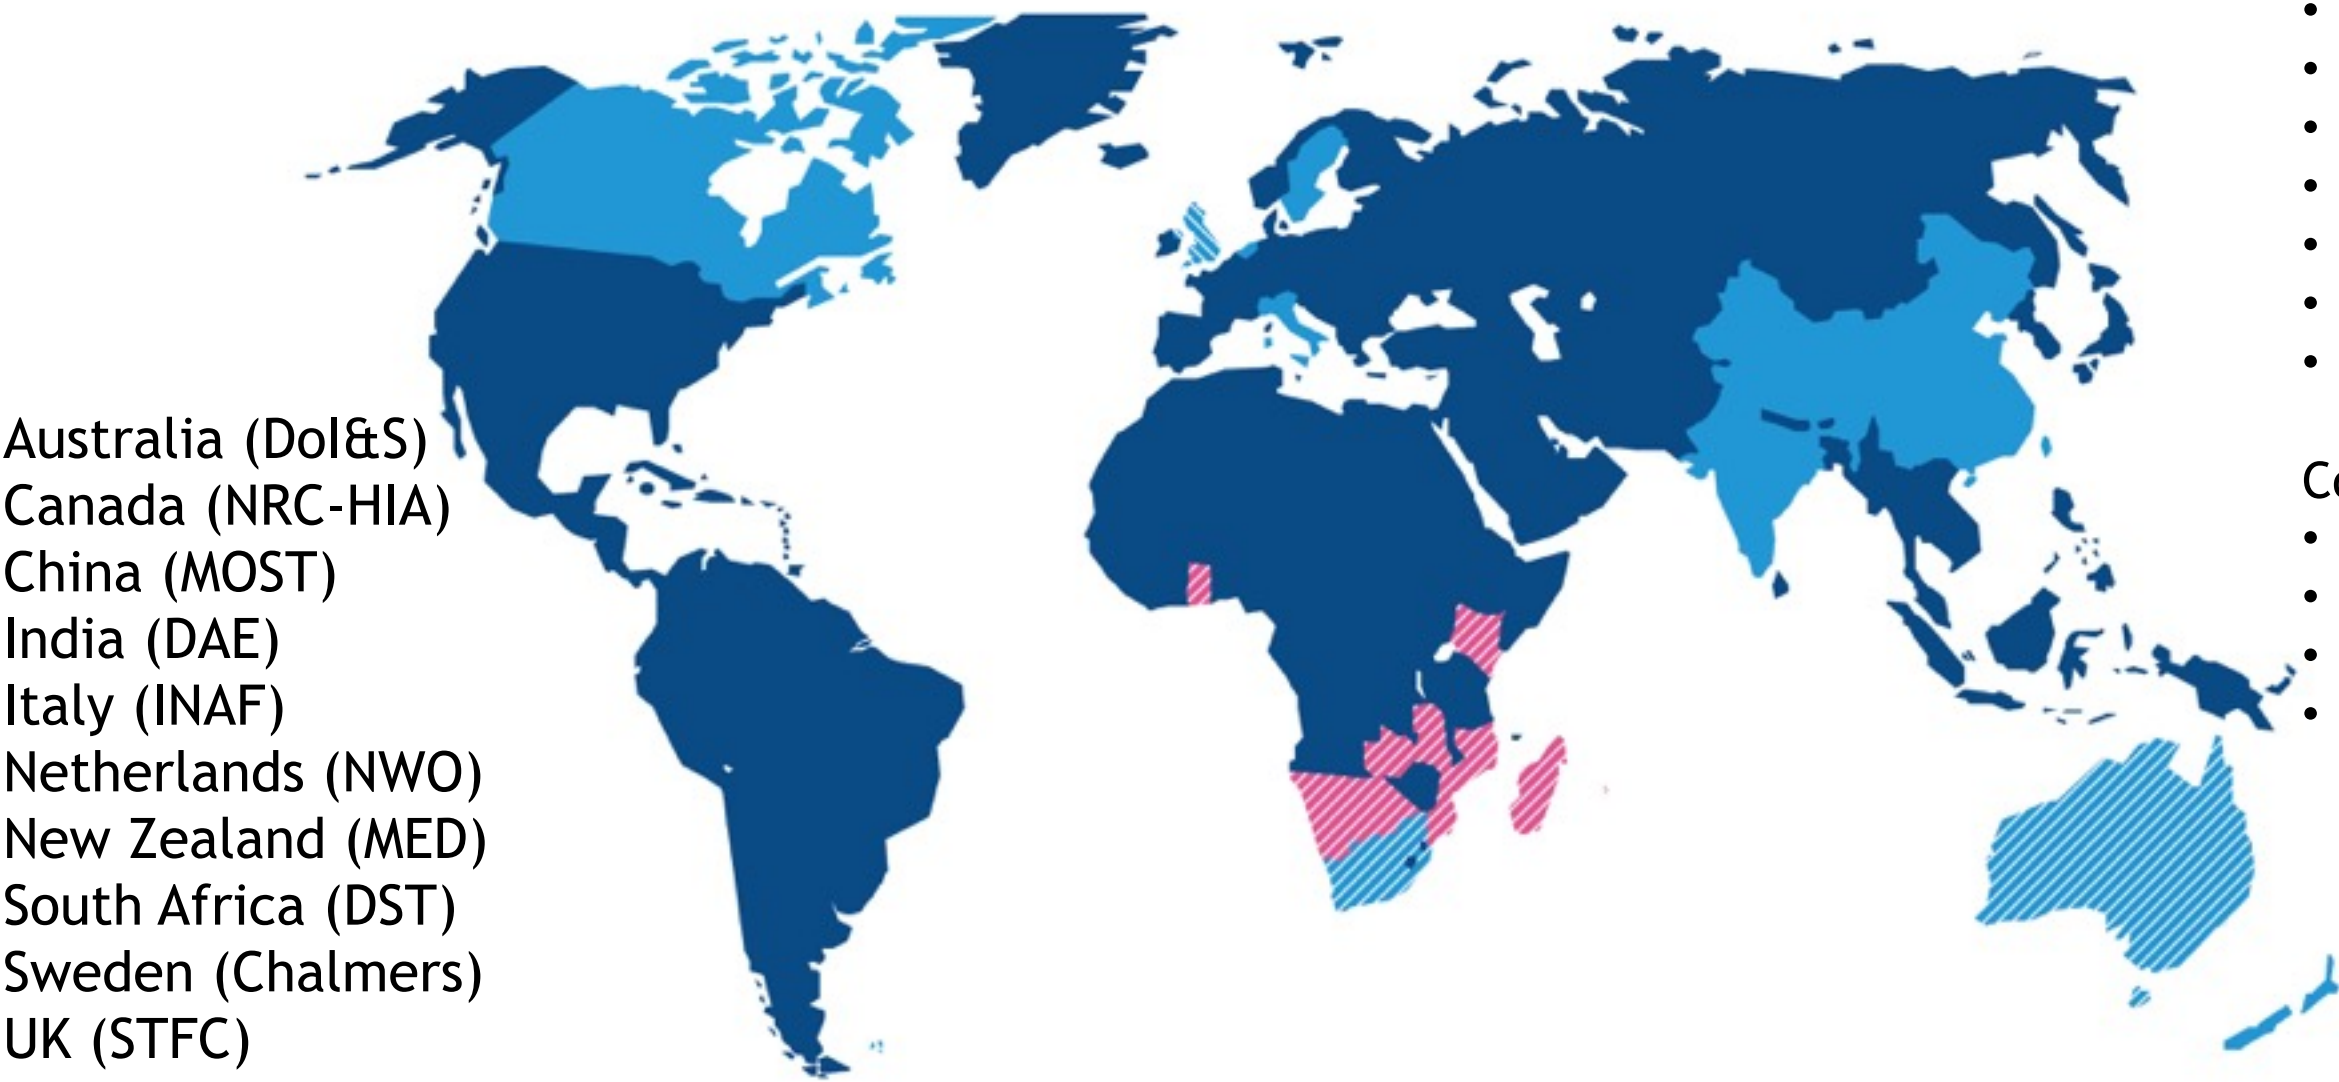 Australia (DoI&S)
Canada (NRC-HIA)
China (MOST)
India (DAE)
Italy (INAF)
Netherlands (NWO)
New Zealand (MED)
South Africa (DST)
Sweden (Chalmers)
UK (STFC)